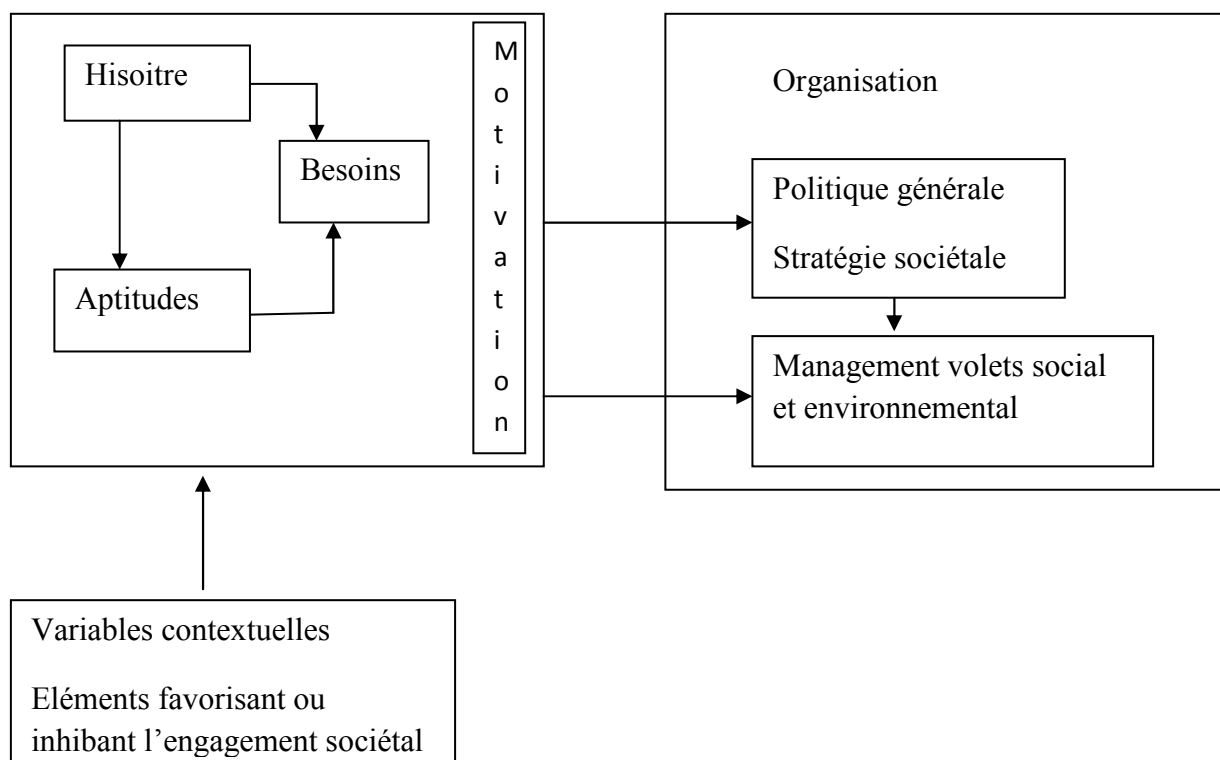 Hisoitre
Besoins
Aptitudes
Motivation
Organisation
Politique générale
Stratégie sociétale
Management volets social
et environnemental
Variables contextuelles
Eléments favorisant ou
inhibant l’engagement sociétal